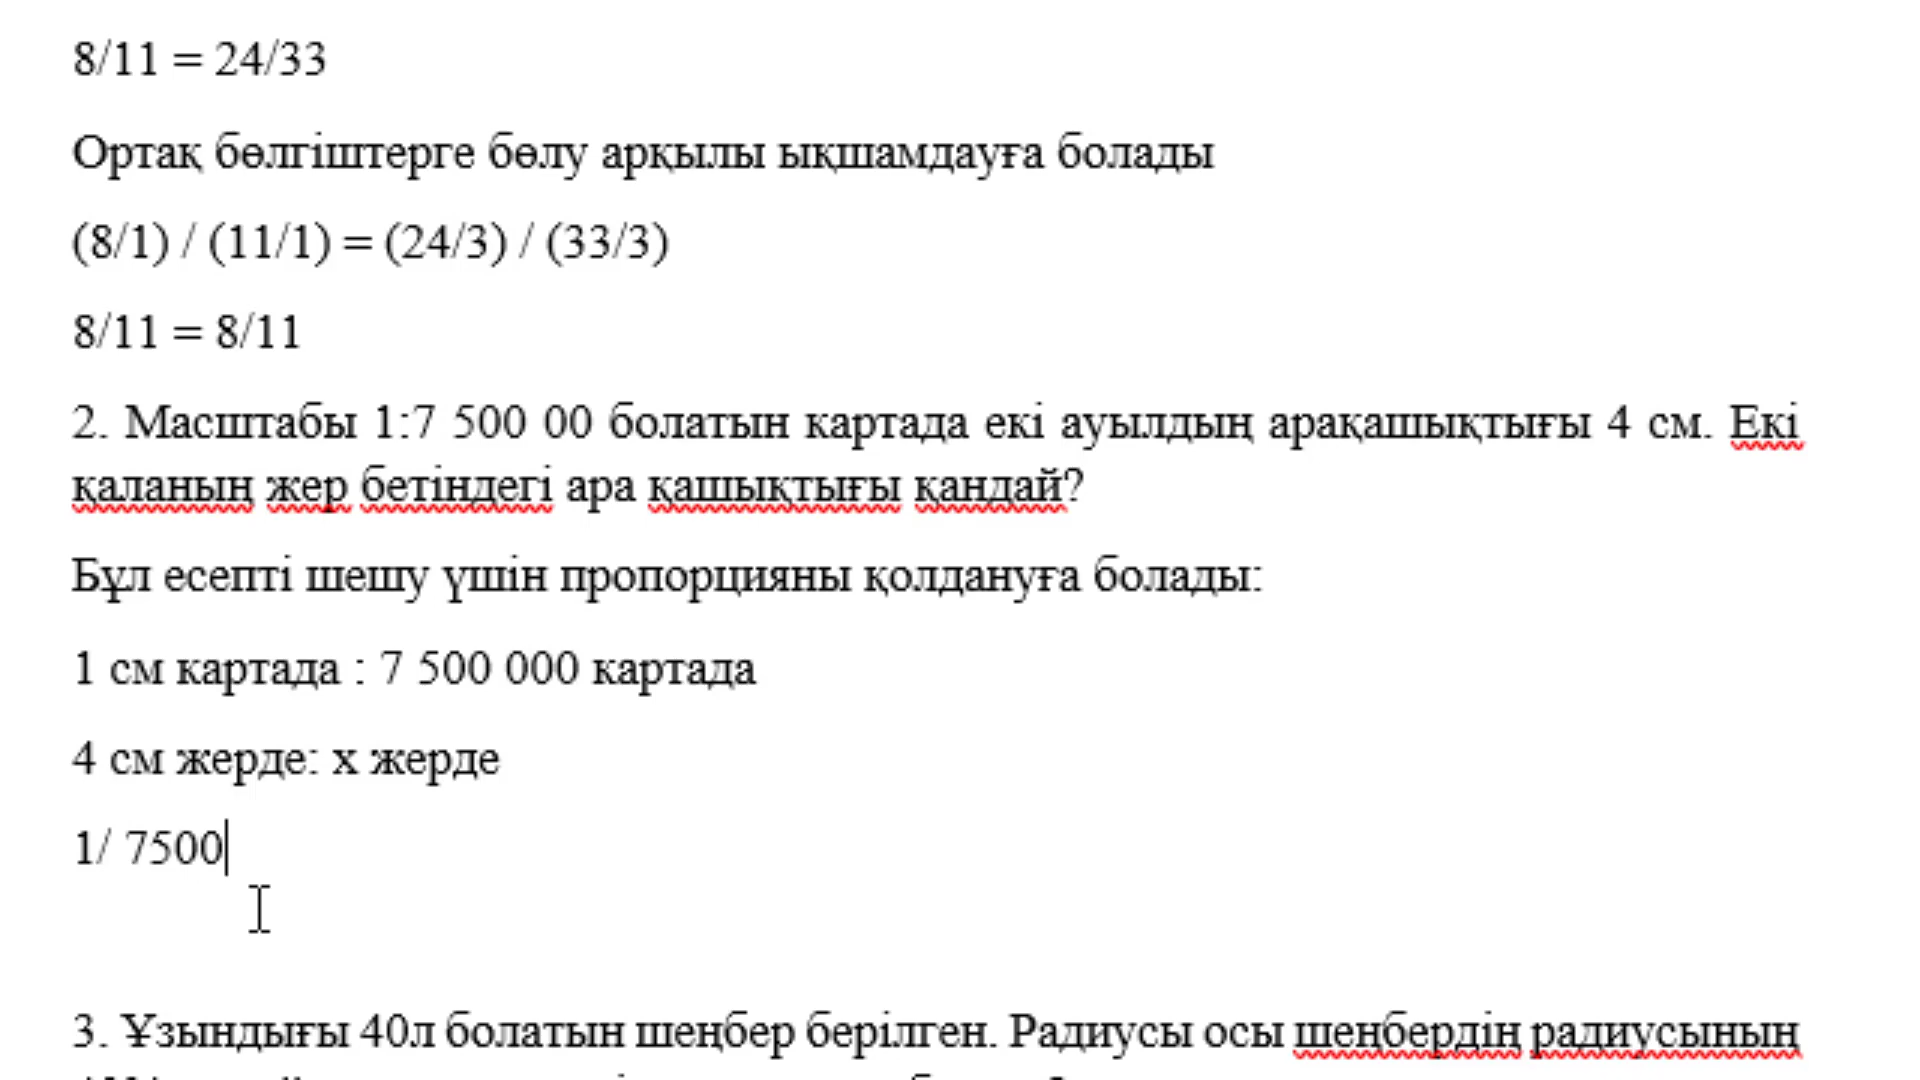 8/11 = 24/33
Ортақ бөлгіштерге бөлу арқылы ықшамдауға болады
(8/1) / (11/1) = (24/3) / (33/3)
8/11 = 8/11
2. Масштабы 1:7 500 00 болатын картада екі ауылдың арақашықтығы 4 см. Екі
қаланың жер бетіндегі ара қашықтығы қандай?
Бұл есепті шешу үшін пропорцияны қолдануға болады:
1 см картада : 7 500 000 картада
4 см жерде: х жерде
1/ 7500
3. Ұзындығы 40л болатын шеңбер берілген. Радиусы осы шеңбердің радиусының